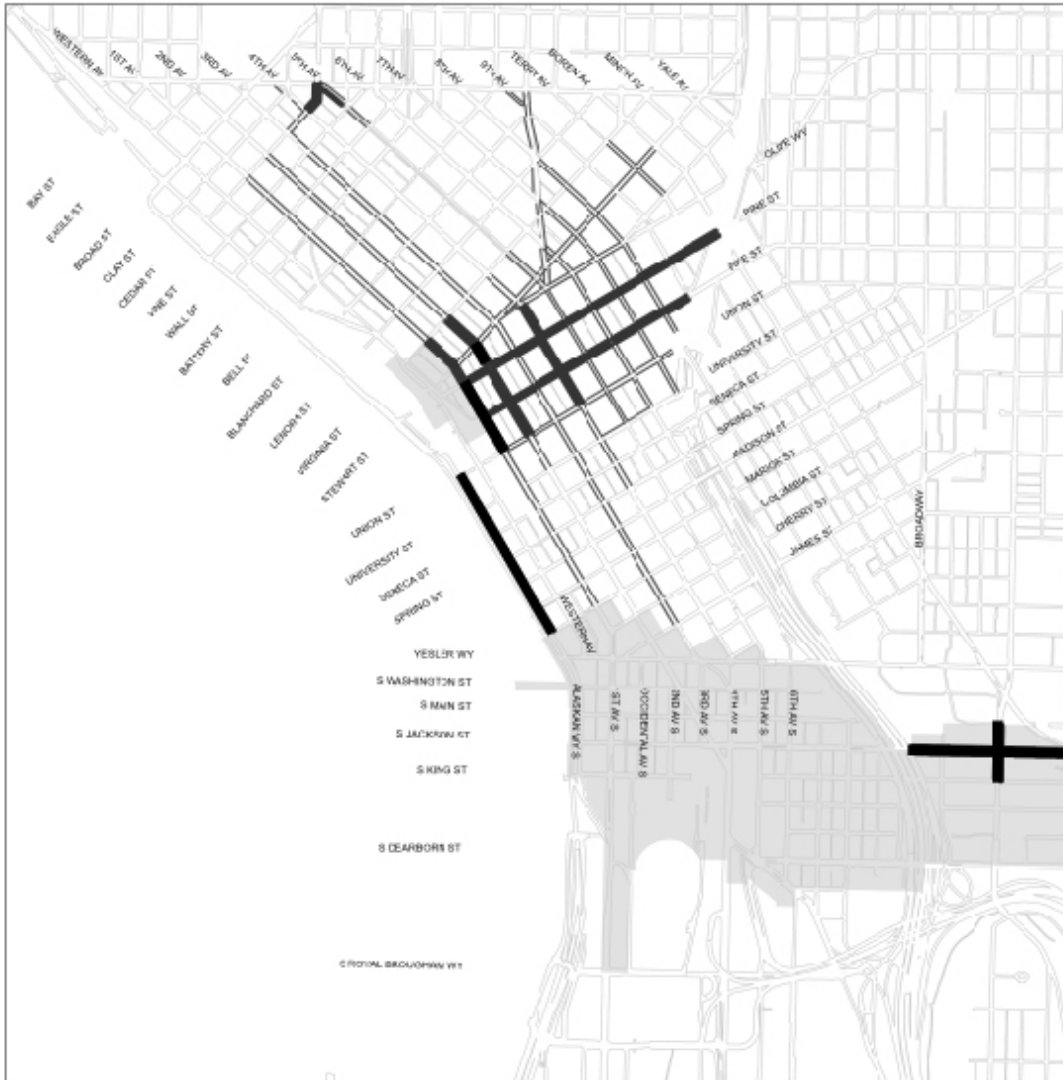 WESTERN AV
1ST AV
2ND AV
3RD AV
4TH AV
5TH AV
6TH AV
7TH AV
8TH AV
9TH AV
TERRY AV
BOREN AV
MINOR AV
YALE AV
OLIVE WY
PINE ST
PIKE ST
UNION ST
UNIVERSITY ST
SENECA ST
SPRING ST
MADISON ST
MARION ST
COLUMBIA ST
CHERRY ST
JAMES ST
BROADWAY
BAY ST
EAGLE ST
BROAD ST
CLAY ST
CEDAR ST
VINE ST
WALL ST
BATTERY ST
BELL ST
BLANCHARD ST
LENORA ST
VIRGINIA ST
STEWART ST
UNION ST
UNIVERSITY ST
SENECA ST
SPRING ST
WESTERN AV
YESLER WY
S WASHINGTON ST
S MAIN ST
S JACKSON ST
S KING ST
S DEARBORN ST
S ROYAL BROUGHAM WY
ALASKAN WY S
1ST AV S
OCCIDENTAL AV S
2ND AV S
3RD AV S
4TH AV S
5TH AV S
6TH AV S